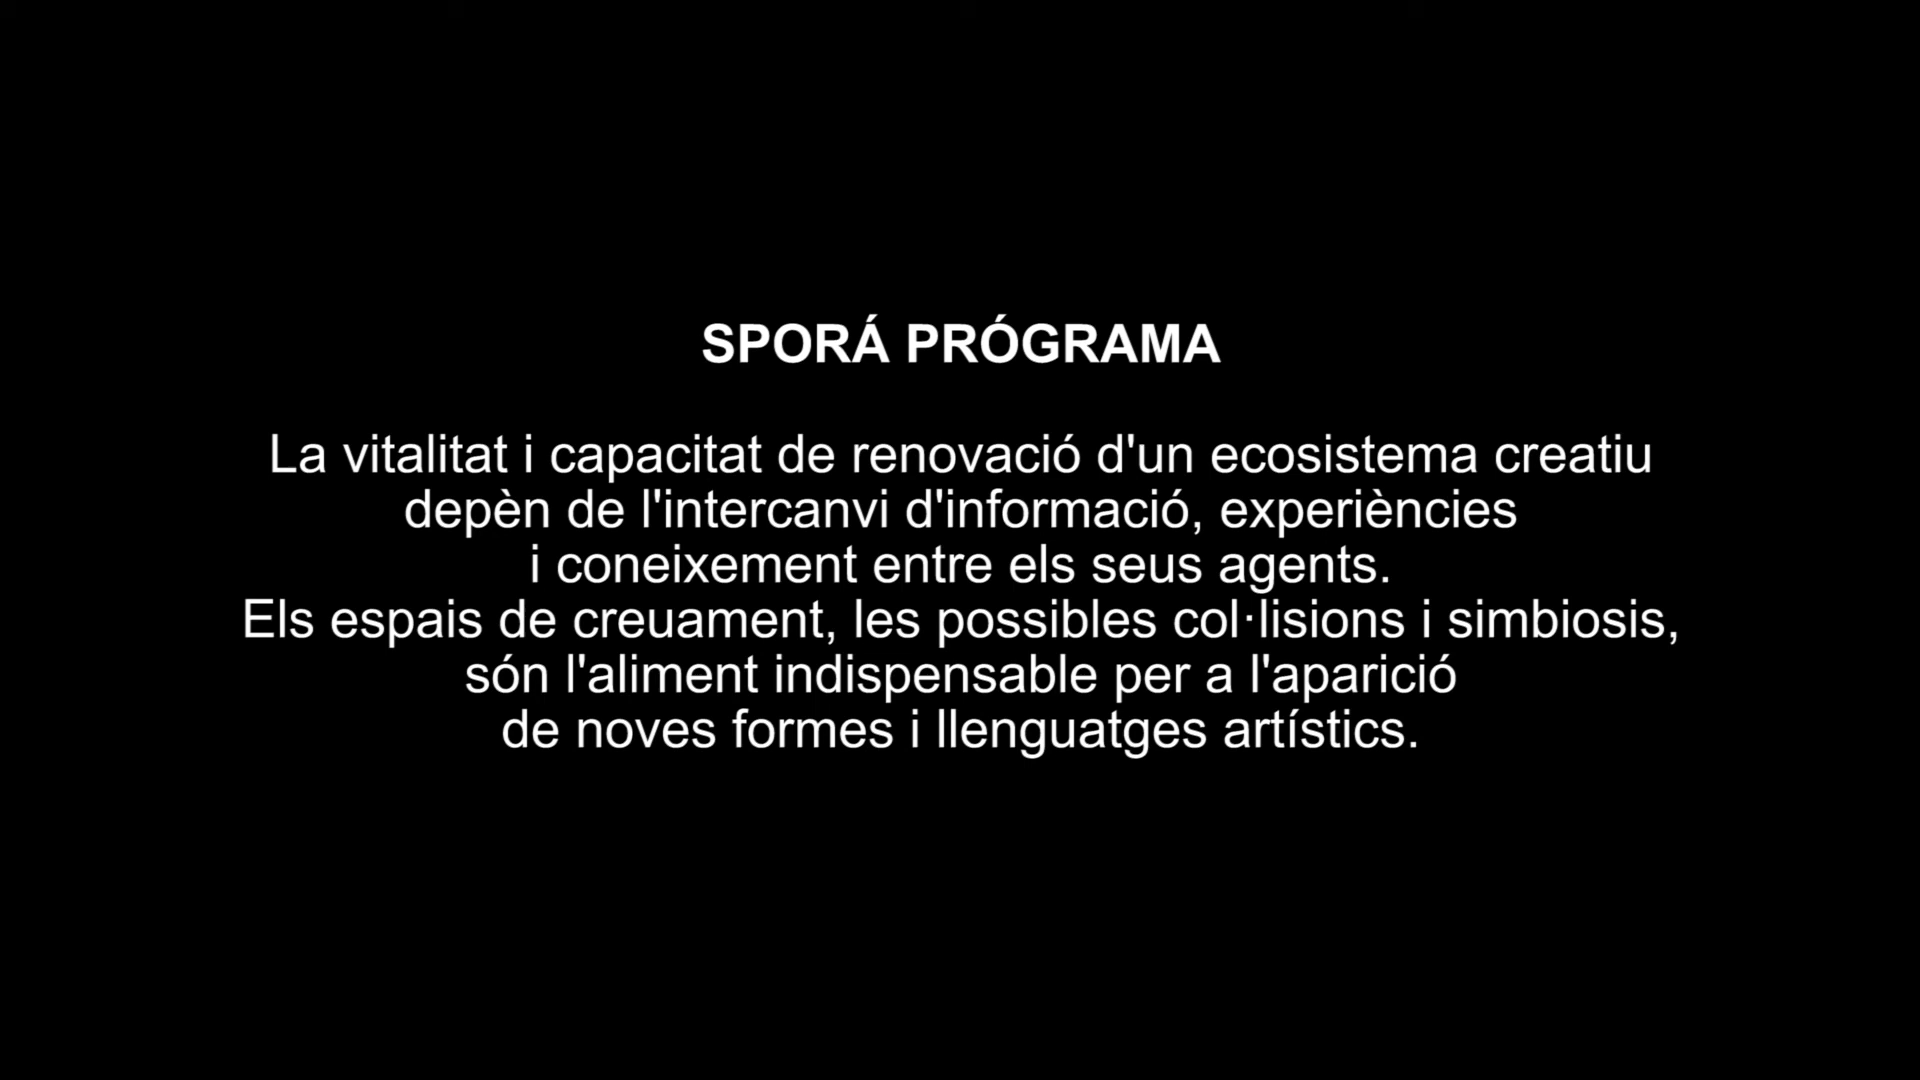 SPORÁ PRÓGRAMA
La vitalitat i capacitat de renovació d'un ecosistema creatiu
depèn de l'intercanvi d'informació, experiències
i coneixement entre els seus agents.
Els espais de creuament, les possibles col·lisions i simbiosis,
són l'aliment indispensable per a l'aparició
de noves formes i llenguatges artístics.